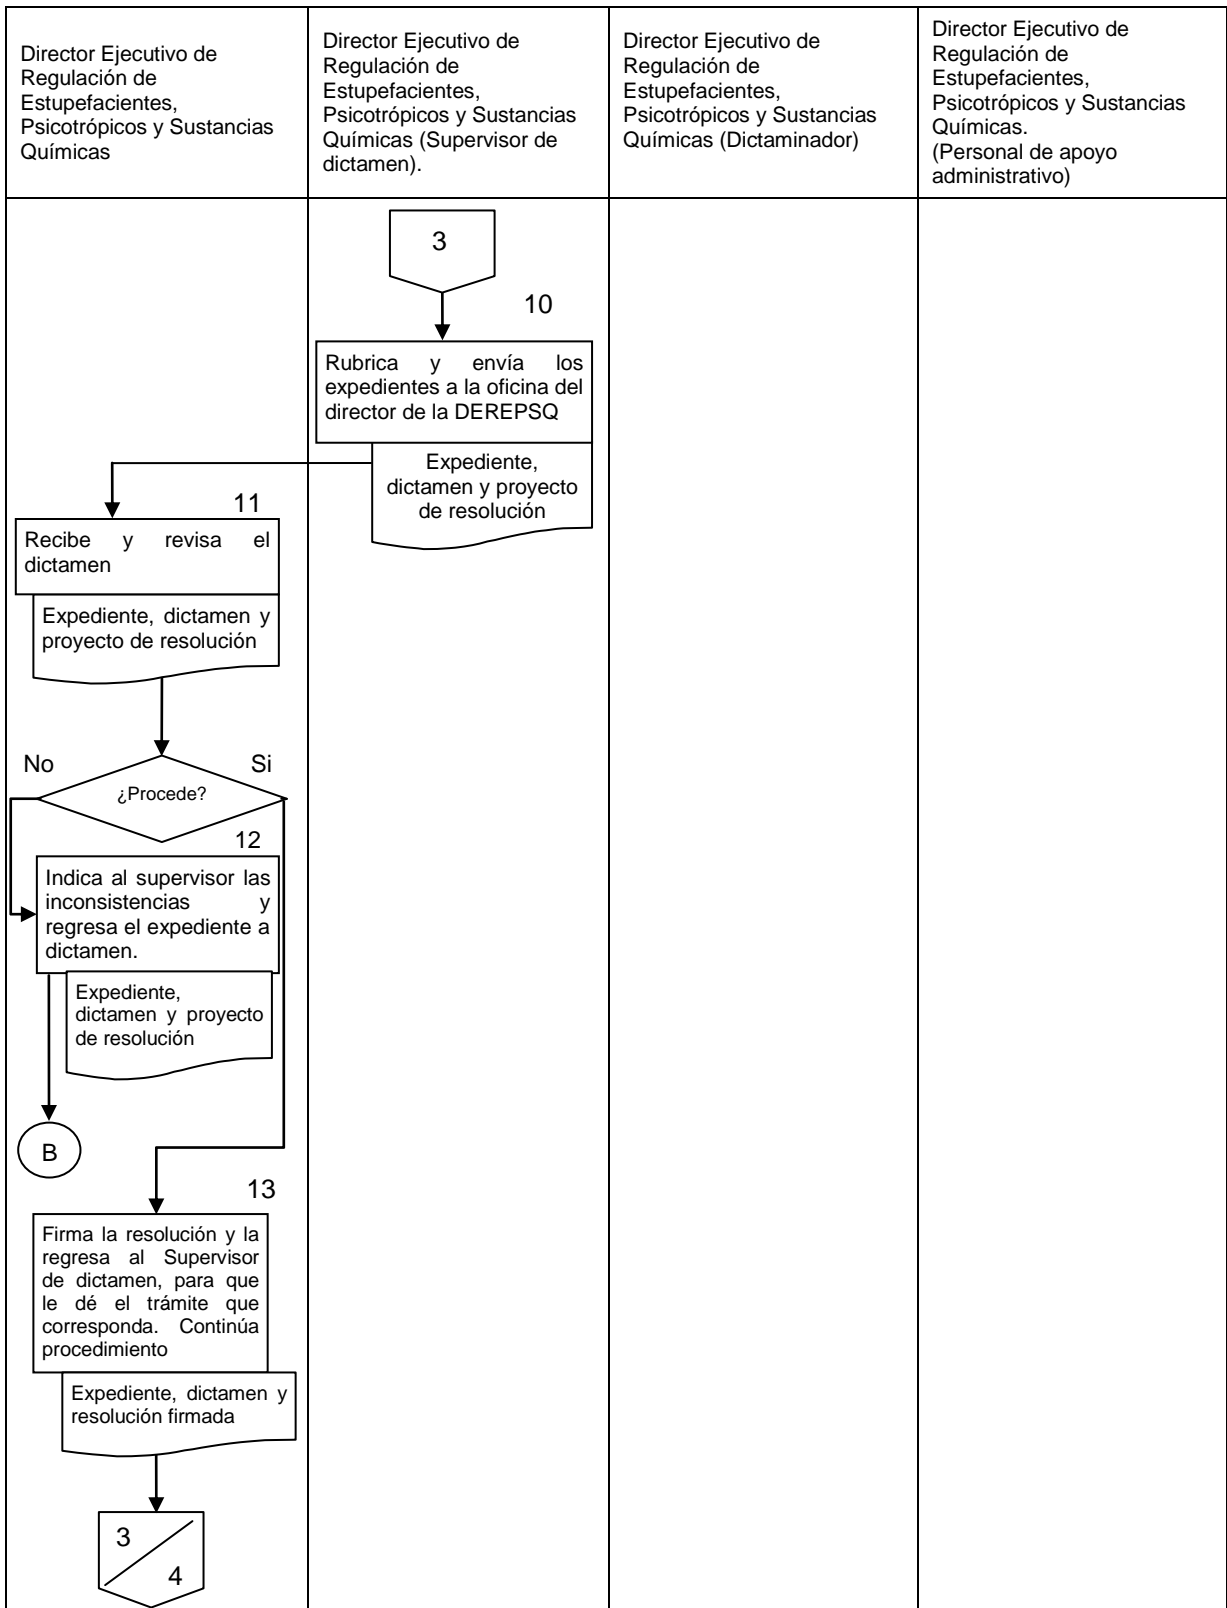 Director Ejecutivo de
Regulación de
Estupefacientes,
Psicotrópicos y Sustancias
Químicas
Director Ejecutivo de
Regulación de
Estupefacientes,
Psicotrópicos y Sustancias
Químicas (Supervisor de
dictamen).
Director Ejecutivo de
Regulación de
Estupefacientes,
Psicotrópicos y Sustancias
Químicas (Dictaminador)
Director Ejecutivo de
Regulación de
Estupefacientes,
Psicotrópicos y Sustancias
Químicas.
(Personal de apoyo
administrativo)
3
10
Rubrica y envía los
expedientes a la oficina del
director de la DEREPSQ
Expediente,
dictamen y proyecto
de resolución
11
Recibe y revisa el
dictamen
Expediente, dictamen y
proyecto de resolución
No
Si
¿Procede?
12
Indica al supervisor las
inconsistencias y
regresa el expediente a
dictamen.
Expediente,
dictamen y proyecto
de resolución
B
13
Firma la resolución y la
regresa al Supervisor
de dictamen, para que
le dé el trámite que
corresponda. Continúa
procedimiento
Expediente, dictamen y
resolución firmada
3
4